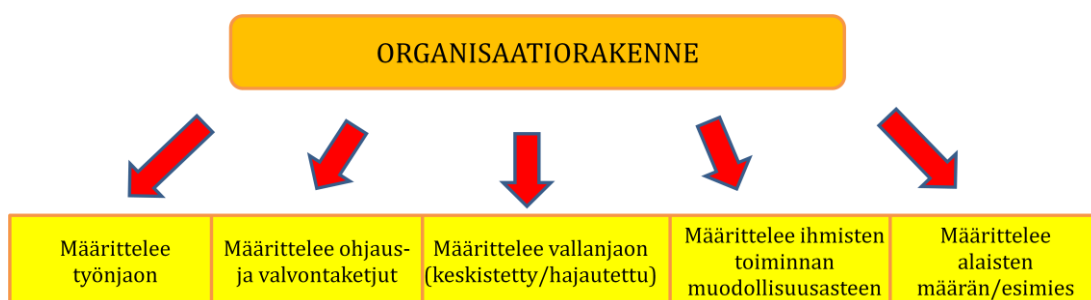 ORGANISAATIORAKENNE
Määrittelee
työnjaon
Määrittelee ohjaus-
ja valvontaketjut
Määrittelee vallanjaon
(keskistetty/hajautettu)
Määrittelee ihmisten
toiminnan
muodollisuusasteen
Määrittelee
alaisten
määrän/esimies